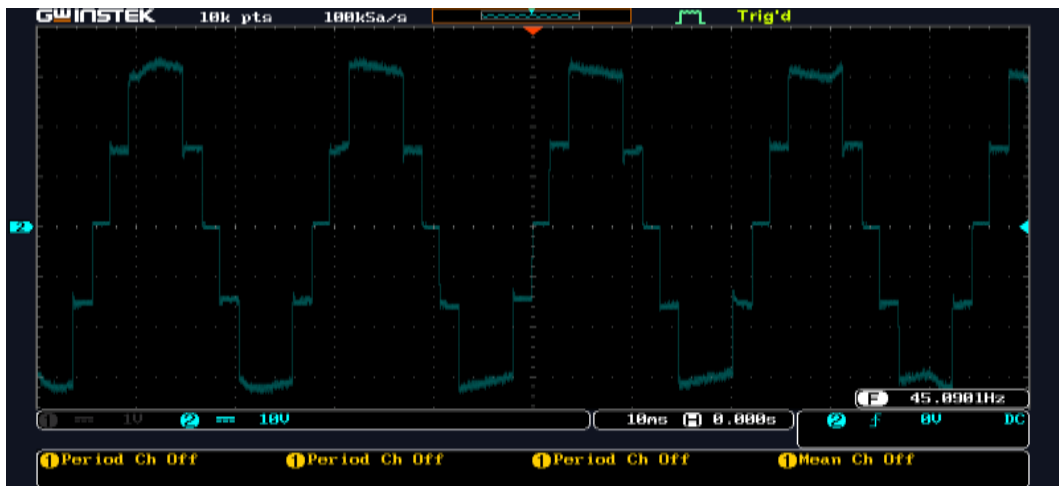 GWINSTEK 10k pts 100kSa/s Trig'd
2
F 45.0901Hz
1 1V 2 10V 10ms H 0.000s 2 0V DC
1 Period Ch Off 1 Period Ch Off 1 Period Ch Off 1 Mean Ch Off